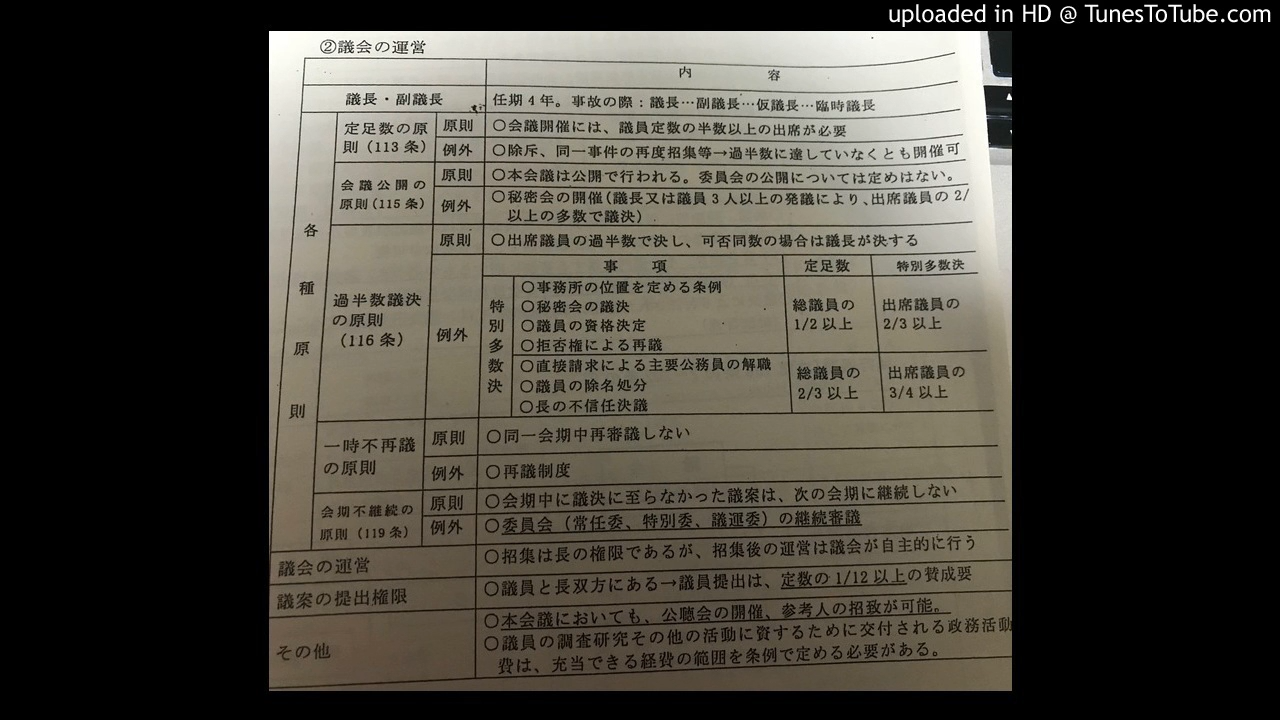 uploaded in HD @ TunesToTube.com
②議会の運営
内 容
議長・副議長
任期4年。事故の際：議長…副議長…仮議長…臨時議長
各種原則
定足数の原
則（113条）
原則
○会議開催には、議員定数の半数以上の出席が必要
例外
○除斥、同一事件の再度招集等→過半数に達していなくとも開催可
会議公開の
原則（115条）
原則
○本会議は公開で行われる。委員会の公開については定めはない。
例外
○秘密会の開催（議長又は議員3人以上の発議により、出席議員の2/
以上の多数で議決）
過半数議決
の原則
（116条）
原則
○出席議員の過半数で決し、可否同数の場合は議長が決する
例外
特別多数決
事 項
定足数
特別多数決
○事務所の位置を定める条例
○秘密会の議決
○議員の資格決定
○拒否権による再議
総議員の
1/2以上
出席議員の
2/3以上
○直接請求による主要公務員の解職
○議員の除名処分
○長の不信任決議
総議員の
2/3以上
出席議員の
3/4以上
一時不再議
の原則
原則
○同一会期中再審議しない
例外
○再議制度
会期不継続の
原則（119条）
原則
○会期中に議決に至らなかった議案は、次の会期に継続しない
例外
○委員会（常任委、特別委、議運委）の継続審議
議会の運営
○招集は長の権限であるが、招集後の運営は議会が自主的に行う
議案の提出権限
○議員と長双方にある→議員提出は、定数の1/12以上の賛成要
その他
○本会議においても、公聴会の開催、参考人の招致が可能。
○議員の調査研究その他の活動に資するために交付される政務活動
費は、充当できる経費の範囲を条例で定める必要がある。